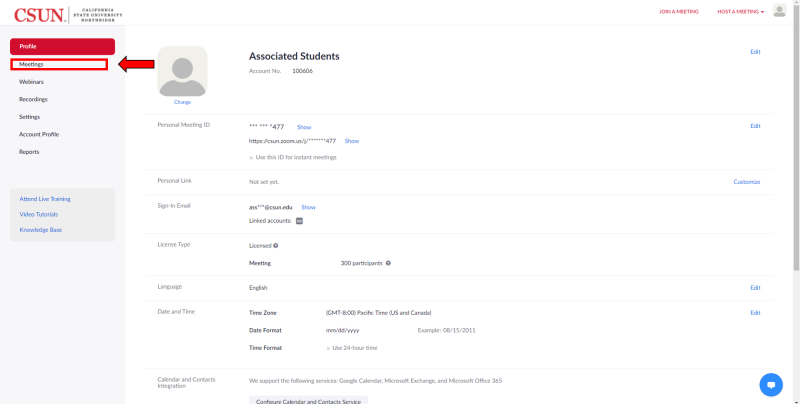 CSUN.
CALIFORNIA
STATE UNIVERSITY
NORTHRIDGE
JOIN A MEETING
HOST A MEETING
Profile
Meetings
Webinars
Recordings
Settings
Account Profile
Reports
Attend Live Training
Video Tutorials
Knowledge Base
Change
Associated Students
Edit
Account No. 100606
Personal Meeting ID
*** *** *477 Show
Edit
https://csun.zoom.us/j/*******477 Show
Use this ID for instant meetings
Personal Link
Not set yet.
Customize
Sign-In Email
ass***@csun.edu Show
Linked accounts:
License Type
Licensed
Meeting 300 participants
Language
English
Edit
Date and Time
Time Zone (GMT-8:00) Pacific Time (US and Canada)
Edit
Date Format mm/dd/yyyy Example: 08/15/2011
Time Format Use 24-hour time
Calendar and Contacts
Integration
We support the following services: Google Calendar, Microsoft Exchange, and Microsoft Office 365
Configure Calendar and Contacts Service